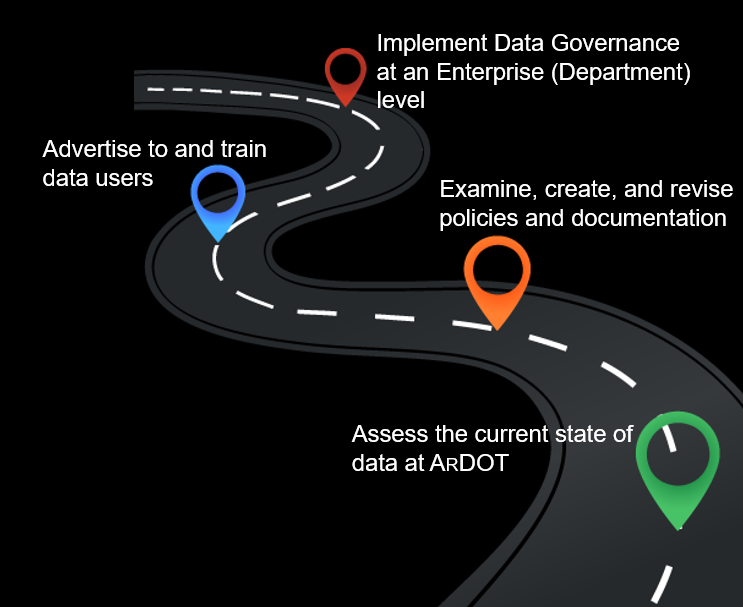 Implement Data Governance
at an Enterprise (Department)
level
Advertise to and train
data users
Examine, create, and revise
policies and documentation
Assess the current state of
data at ARDOT